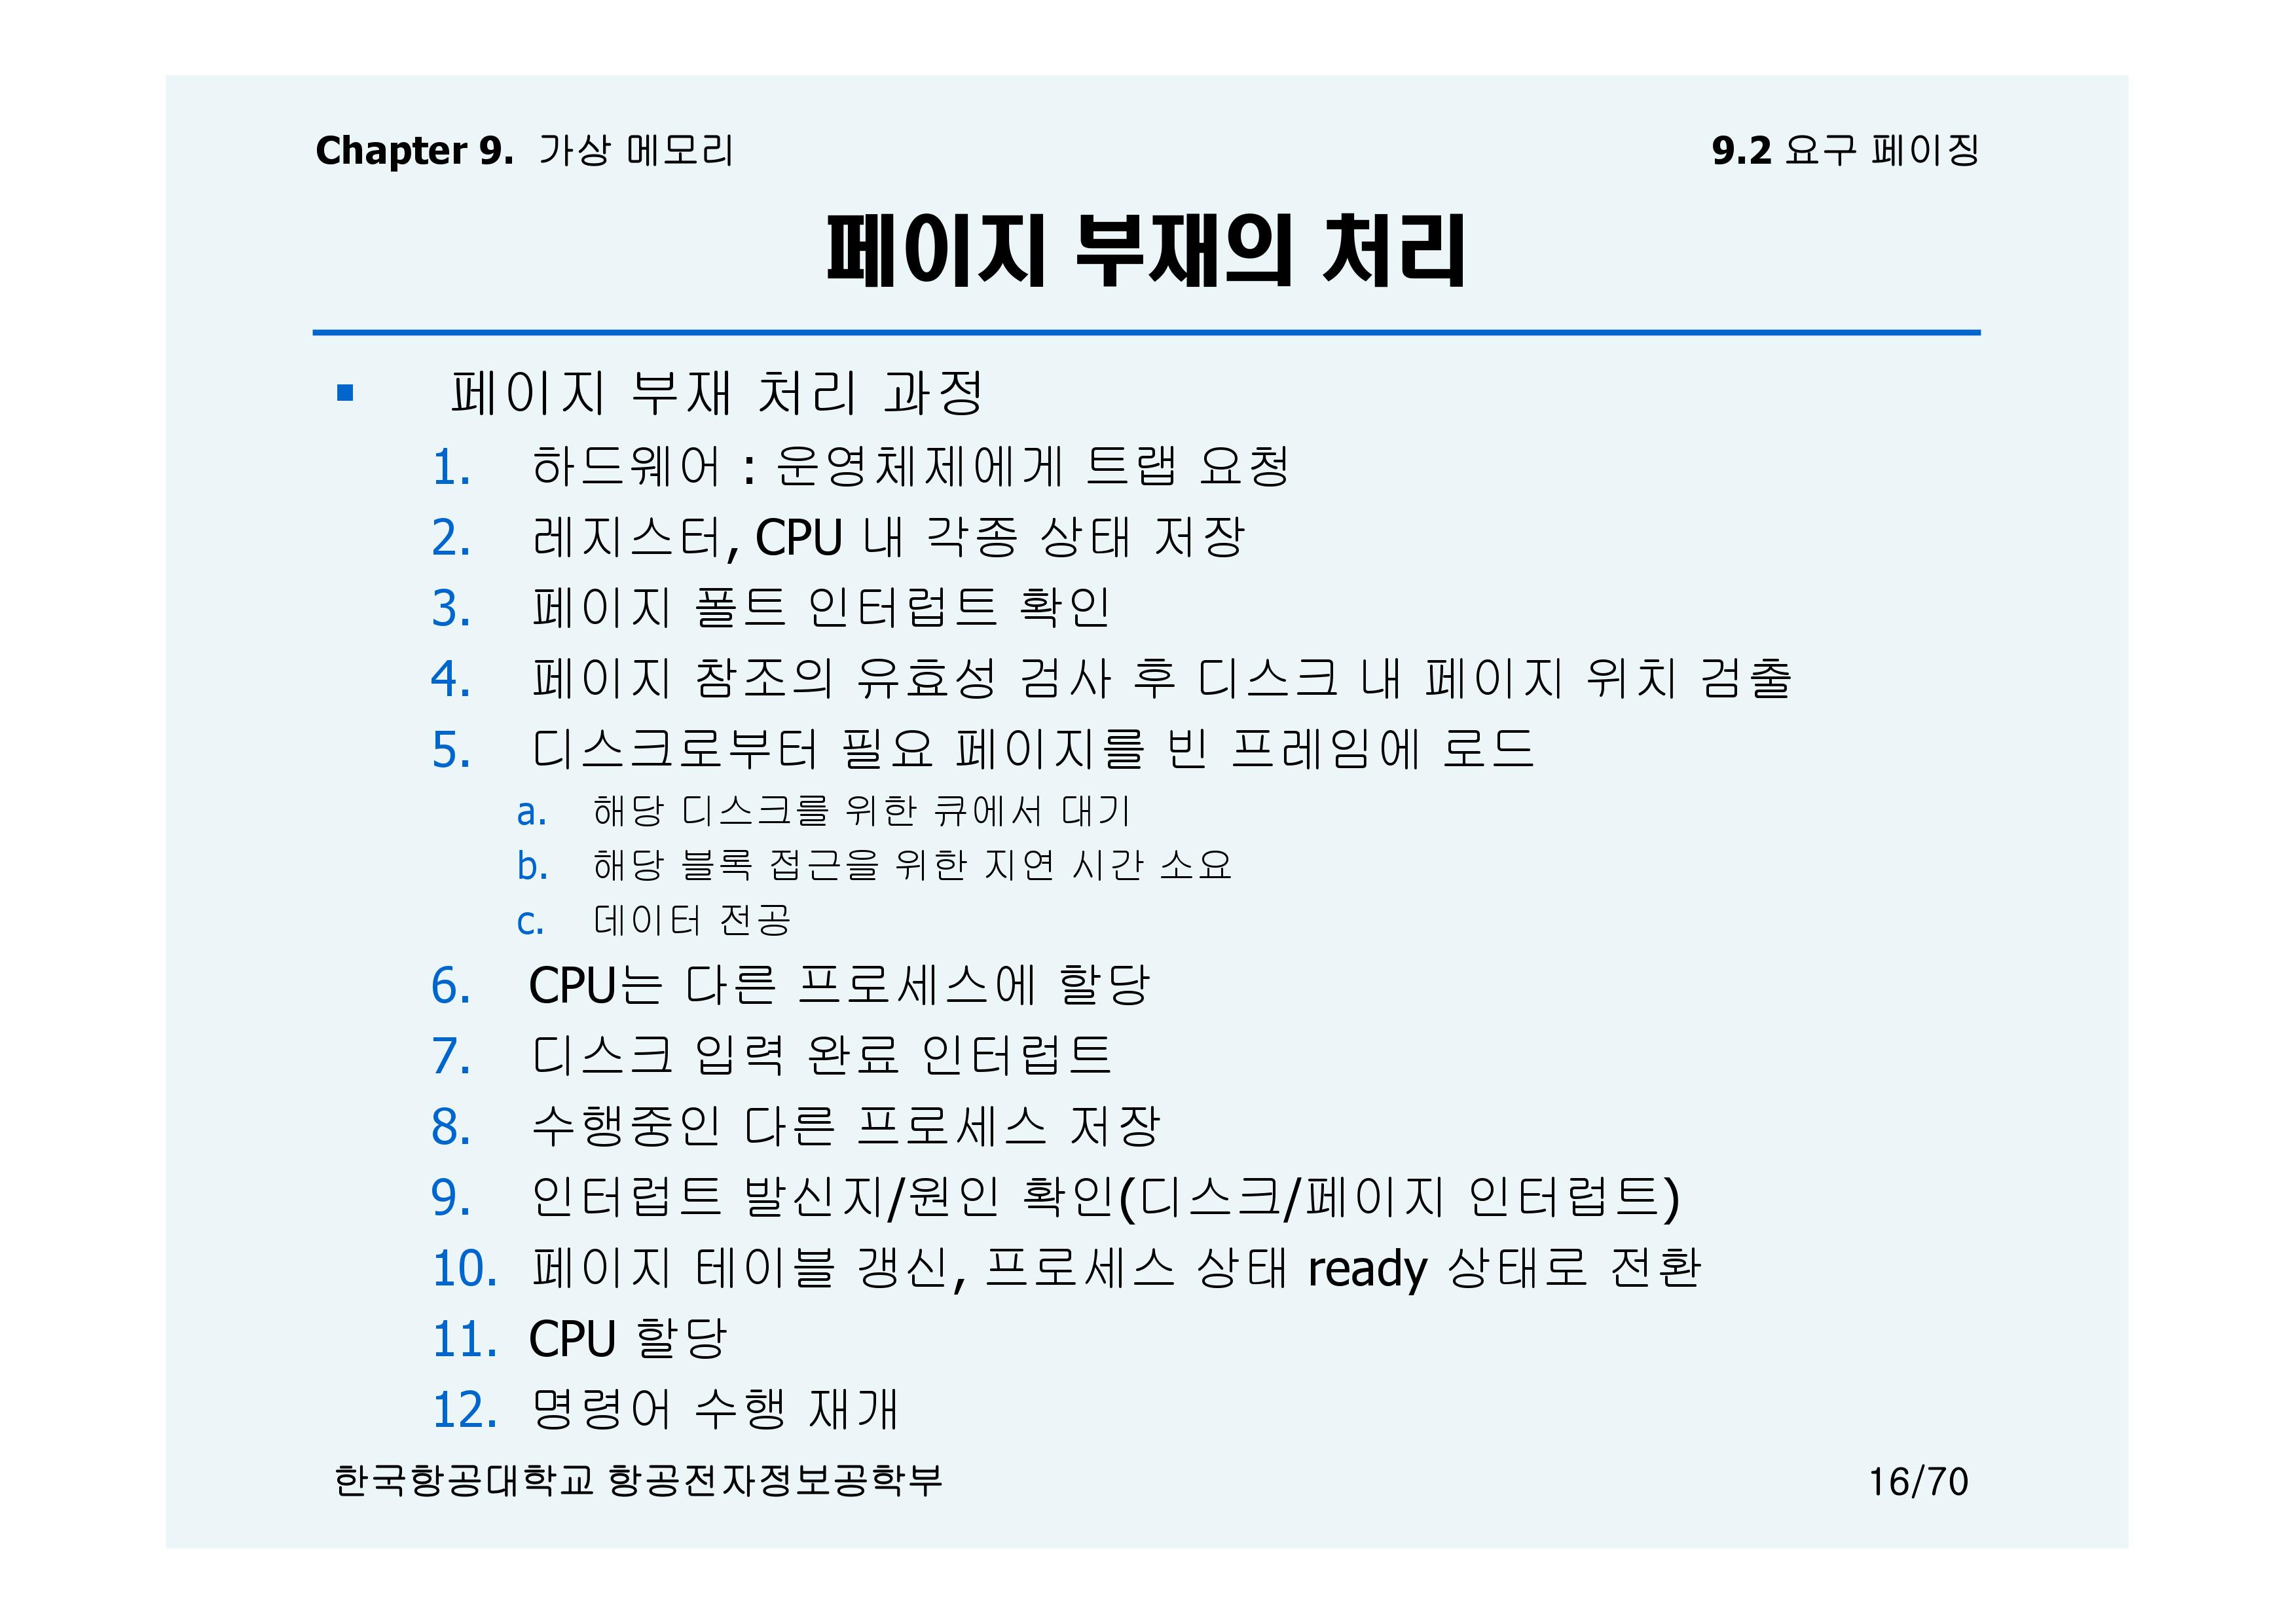 Chapter 9. 가상 메모리
9.2 요구 페이징
페이지 부재의 처리
▪ 페이지 부재 처리 과정
1. 하드웨어 : 운영체제에게 트랩 요청
2. 레지스터, CPU 내 각종 상태 저장
3. 페이지 폴트 인터럽트 확인
4. 페이지 참조의 유효성 검사 후 디스크 내 페이지 위치 검출
5. 디스크로부터 필요 페이지를 빈 프레임에 로드
a. 해당 디스크를 위한 큐에서 대기
b. 해당 블록 접근을 위한 지연 시간 소요
c. 데이터 전공
6. CPU는 다른 프로세스에 할당
7. 디스크 입력 완료 인터럽트
8. 수행중인 다른 프로세스 저장
9. 인터럽트 발신지/원인 확인(디스크/페이지 인터럽트)
10. 페이지 테이블 갱신, 프로세스 상태 ready 상태로 전환
11. CPU 할당
12. 명령어 수행 재개
한국항공대학교 항공전자정보공학부
16/70